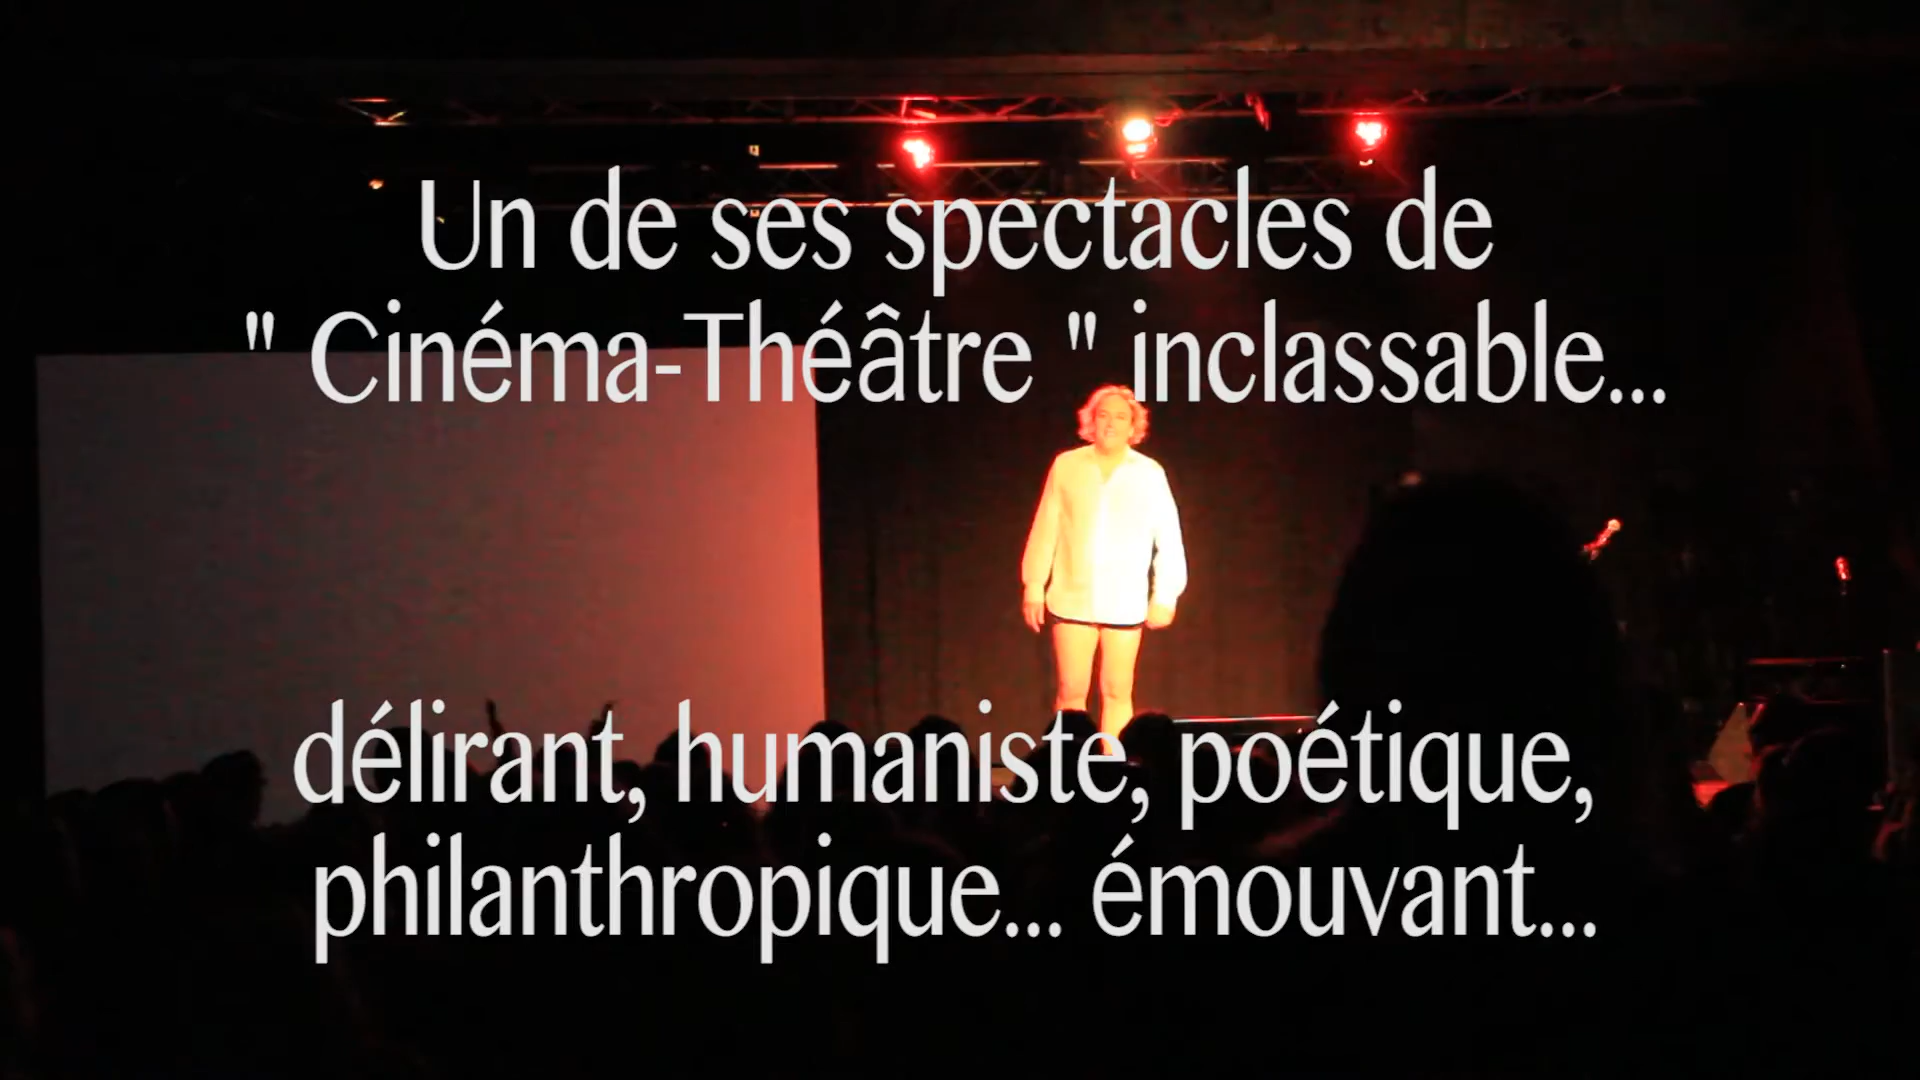 Un de ses spectacles de
" Cinéma-Théâtre " inclassable...
délirant, humaniste, poétique,
philanthropique... émouvant...